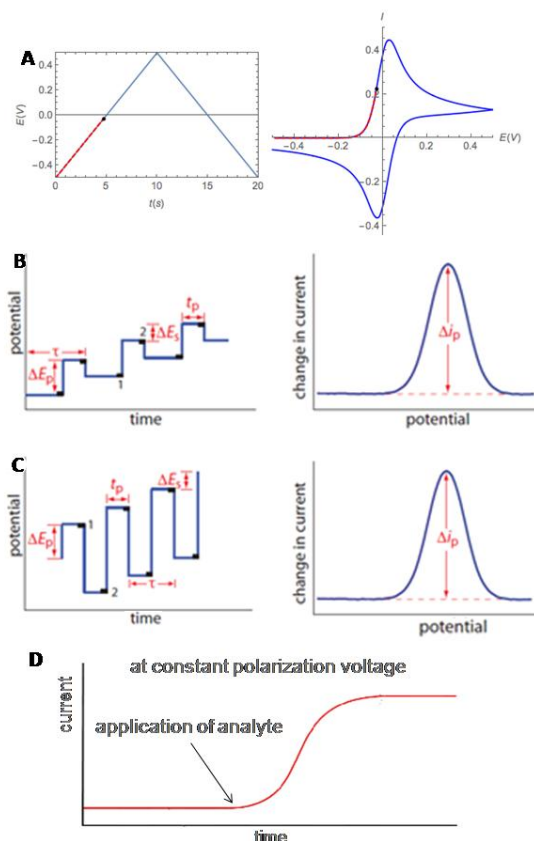 A
0.4
0.2
0.0
−0.2
−0.4
0
5
10
15
20
E(V)
t(s)
I
0.4
0.2
−0.2
−0.4
−0.4
−0.2
0.2
0.4
E(V)
B
potential
τ
ΔEp
1
2
ΔEs
tp
time
change in current
Δip
potential
C
potential
ΔEp
1
2
tp
τ
ΔEs
time
change in current
Δip
potential
D
at constant polarization voltage
application of analyte
current
time